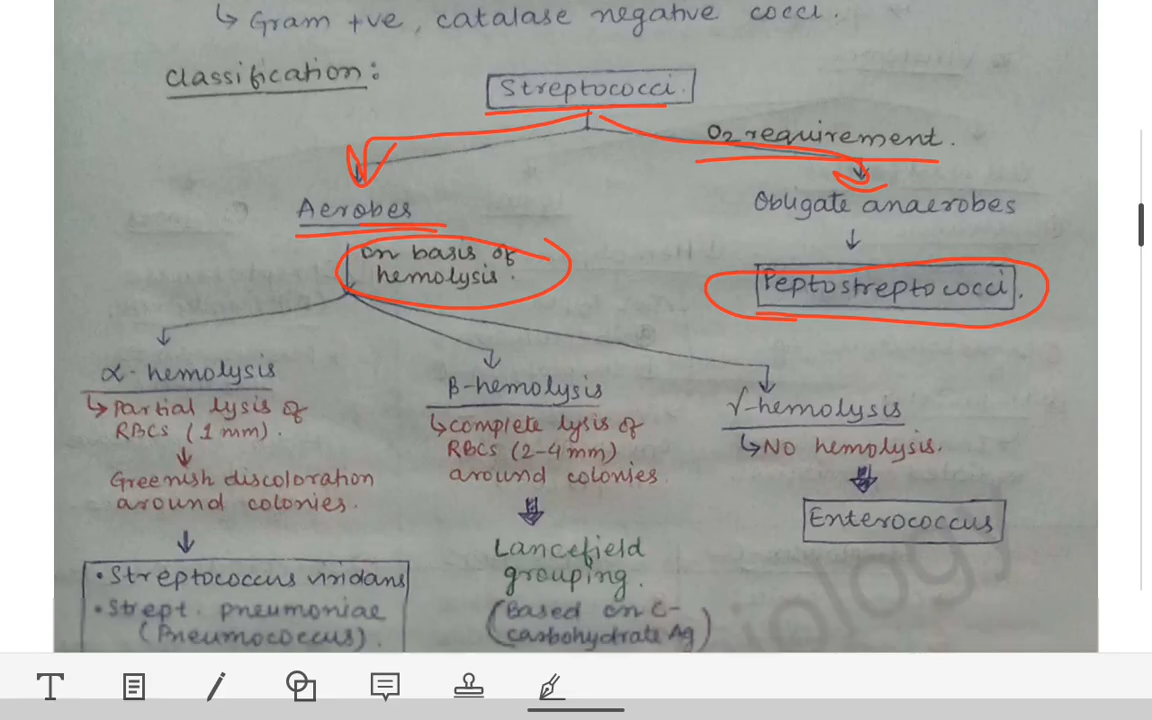 ↳ Gram +ve, catalase negative cocci.
Classification:
Streptococci.
O2 requirement.
Aerobes
on basis of
hemolysis.
Obligate anaerobes
Peptostreptococci.
α-hemolysis
↳ Partial lysis of
RBCs (1 mm).
Greenish discoloration
around colonies.
• Streptococcus viridans
• Strept. pneumoniae
(Pneumococcus).
β-hemolysis
↳ complete lysis of
RBCs (2-4 mm)
around colonies
Lancefield
grouping.
(Based on C-
carbohydrate Ag)
γ-hemolysis
↳ No hemolysis.
Enterococcus
iology
T